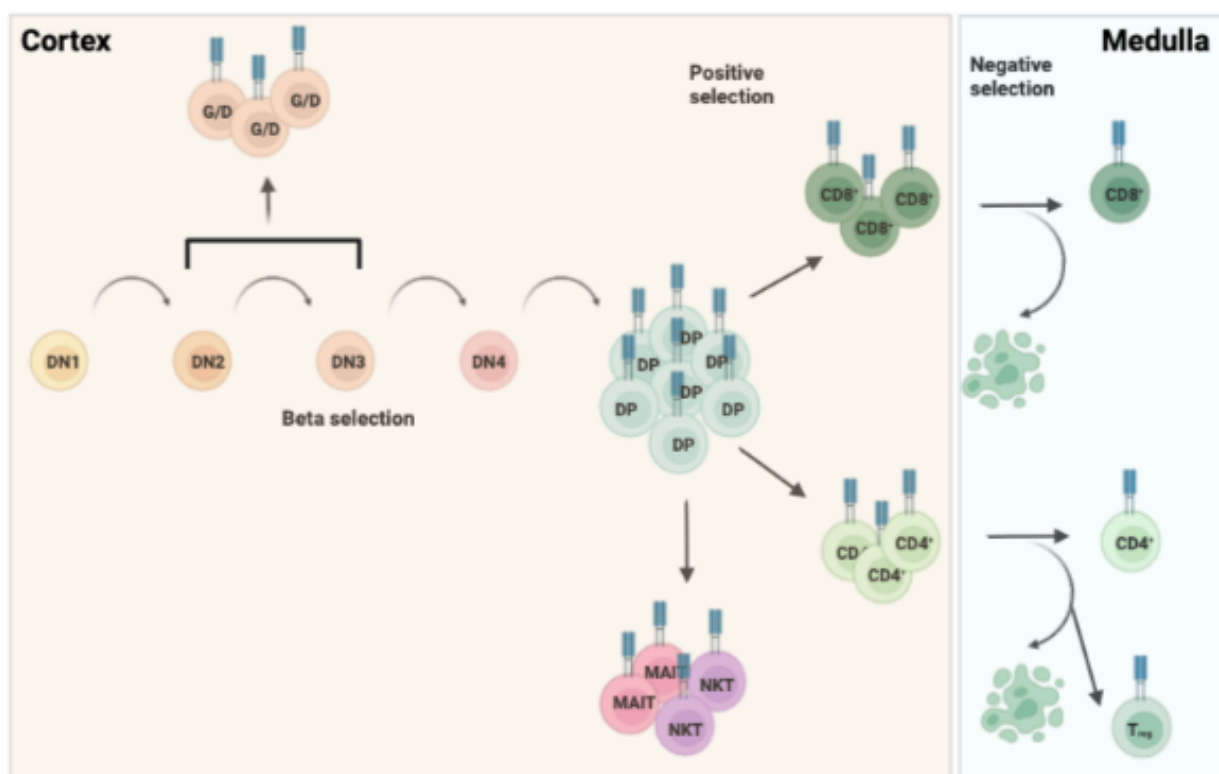 Cortex
Medulla
G/D
G/D
G/D
Positive
selection
Negative
selection
CD8⁺
CD8⁺
CD8⁺
CD8⁺
DN1
DN2
DN3
DN4
Beta selection
DP
DP
DP
DP
DP
DP
DP
CD4⁺
CD4⁺
CD4⁺
MAIT
MAIT
NKT
NKT
Treg